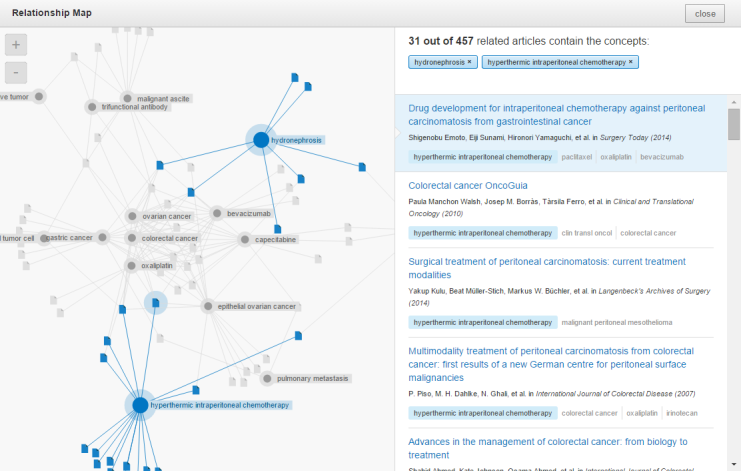 Relationship Map
close
+
-
malignant ascite
ve tumor
trifunctional antibody
hydronephrosis
ovarian cancer
bevacizumab
l tumor cell
gastric cancer
colorectal cancer
capecitabine
oxaliplatin
epithelial ovarian cancer
pulmonary metastasis
hyperthermic intraperitoneal chemotherapy
31 out of 457 related articles contain the concepts:
hydronephrosis × hyperthermic intraperitoneal chemotherapy ×
Drug development for intraperitoneal chemotherapy against peritoneal
carcinomatosis from gastrointestinal cancer
Shigenobu Emoto, Eiji Sunami, Hironori Yamaguchi, et al. in Surgery Today (2014)
hyperthermic intraperitoneal chemotherapy paclitaxel oxaliplatin bevacizumab
Colorectal cancer OncoGuia
Paula Manchon Walsh, Josep M. Borràs, Tàrsila Ferro, et al. in Clinical and Translational
Oncology (2010)
hyperthermic intraperitoneal chemotherapy clin transl oncol colorectal cancer
Surgical treatment of peritoneal carcinomatosis: current treatment
modalities
Yakup Kulu, Beat Müller-Stich, Markus W. Büchler, et al. in Langenbeck's Archives of Surgery
(2014)
hyperthermic intraperitoneal chemotherapy malignant peritoneal mesothelioma
Multimodality treatment of peritoneal carcinomatosis from colorectal
cancer: first results of a new German centre for peritoneal surface
malignancies
P. Piso, M. H. Dahlke, N. Ghali, et al. in International Journal of Colorectal Disease (2007)
hyperthermic intraperitoneal chemotherapy colorectal cancer oxaliplatin irinotecan
Advances in the management of colorectal cancer: from biology to
treatment